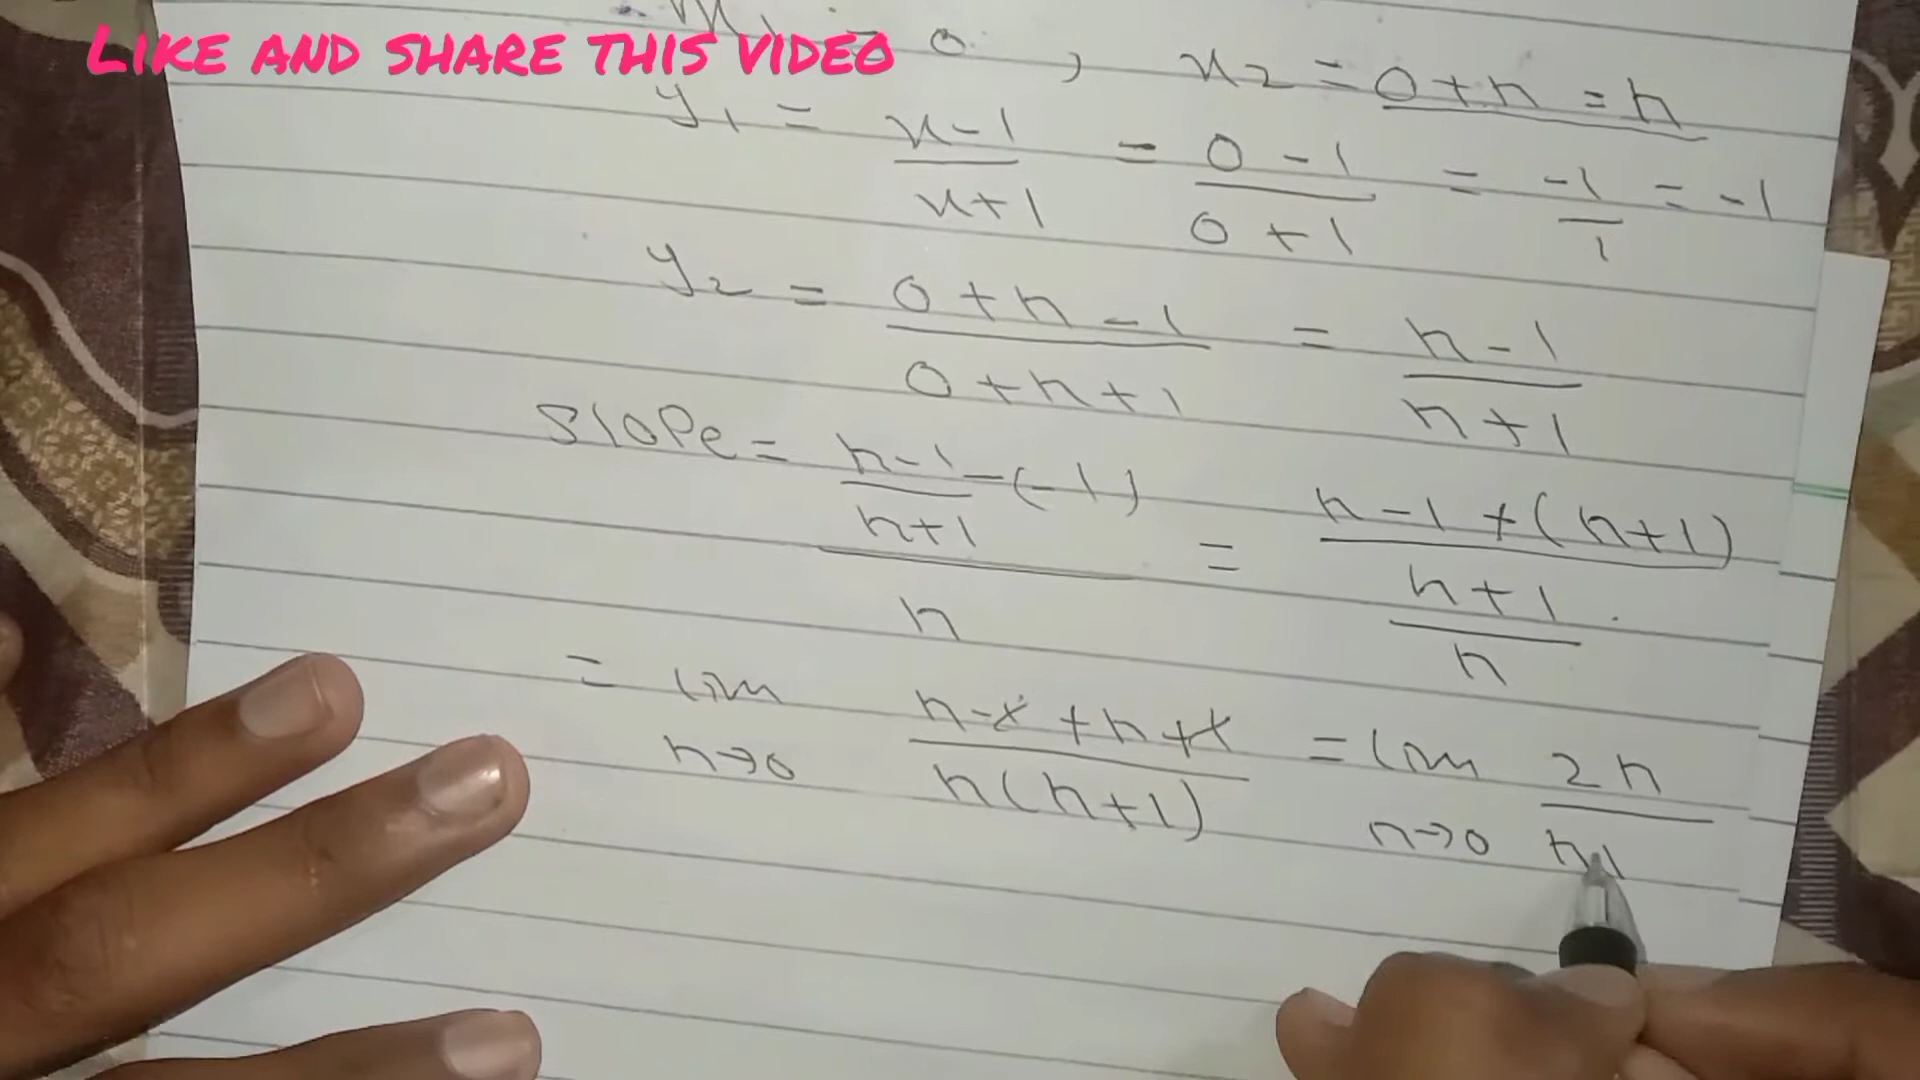 LIKE AND SHARE THIS VIDEO
x1 = 0 , x2 = 0+h = h
y1 = x-1/x+1 = 0-1/0+1 = -1/1 = -1
y2 = 0+h-1/0+h+1 = h-1/h+1
Slope = h-1/h+1 -(-1)/h = h-1+(h+1)/h+1/h
= lim h→0 h-1+h+1/h(h+1) = lim h→0 2h/h